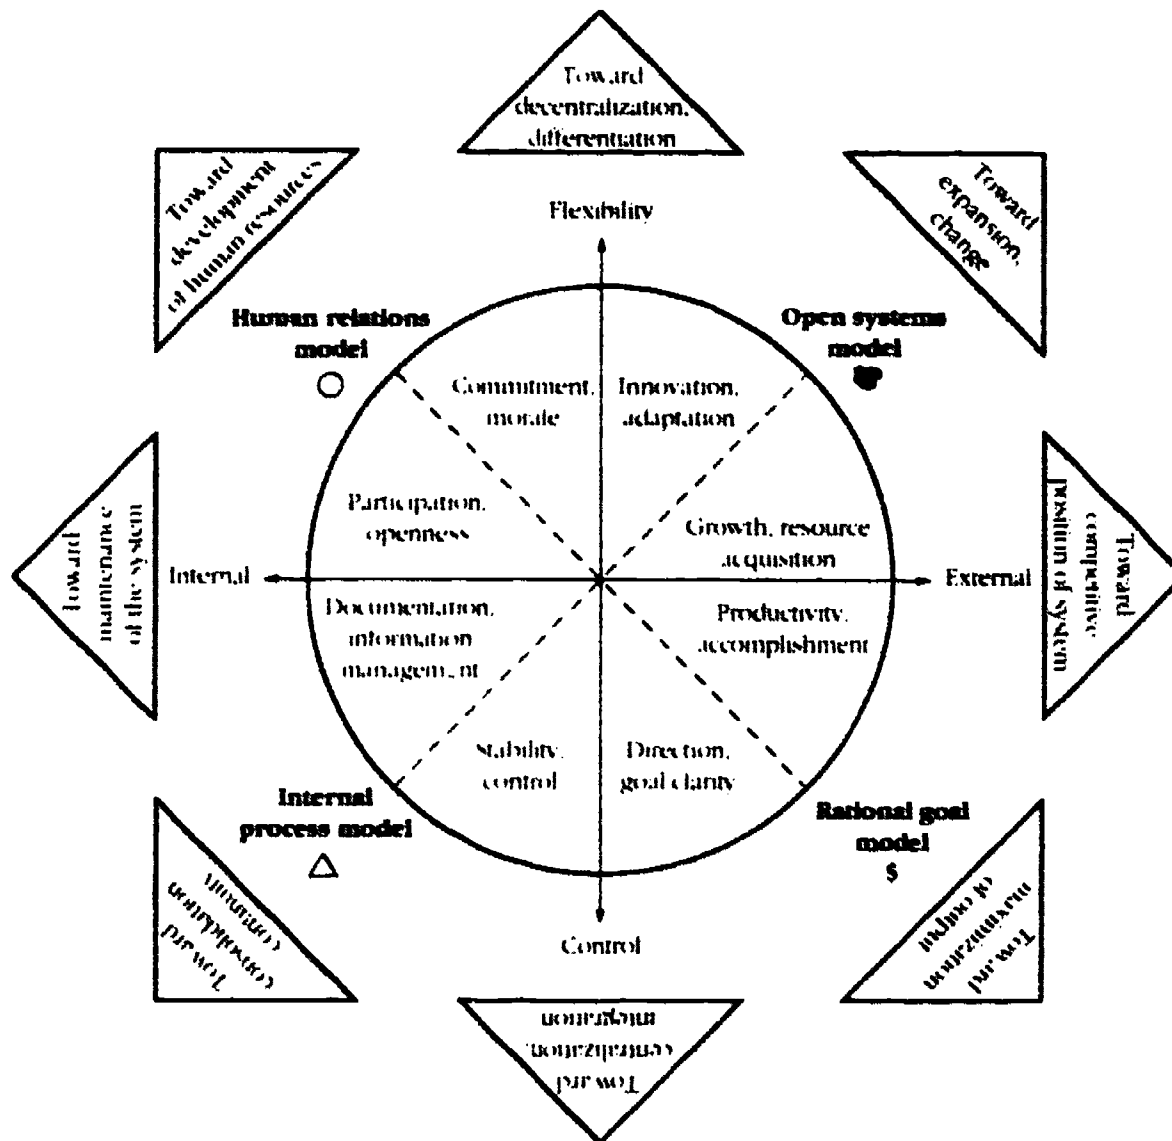 Toward
decentralization,
differentiation
Toward
development
of human resources
Toward
expansion,
change
Flexibility
Human relations
model
Open systems
model
Commitment,
morale
Innovation,
adaptation
Participation,
openness
Growth, resource
acquisition
Toward
maintenance
of the system
Internal
External
Toward
competitive
position of system
Documentation,
information
management
Productivity,
accomplishment
Stability,
control
Direction,
goal clarity
Internal
process model
Rational goal
model
$
Toward
consolidation
continuity
Control
Toward
maximization
of output
Toward
centralization,
integration